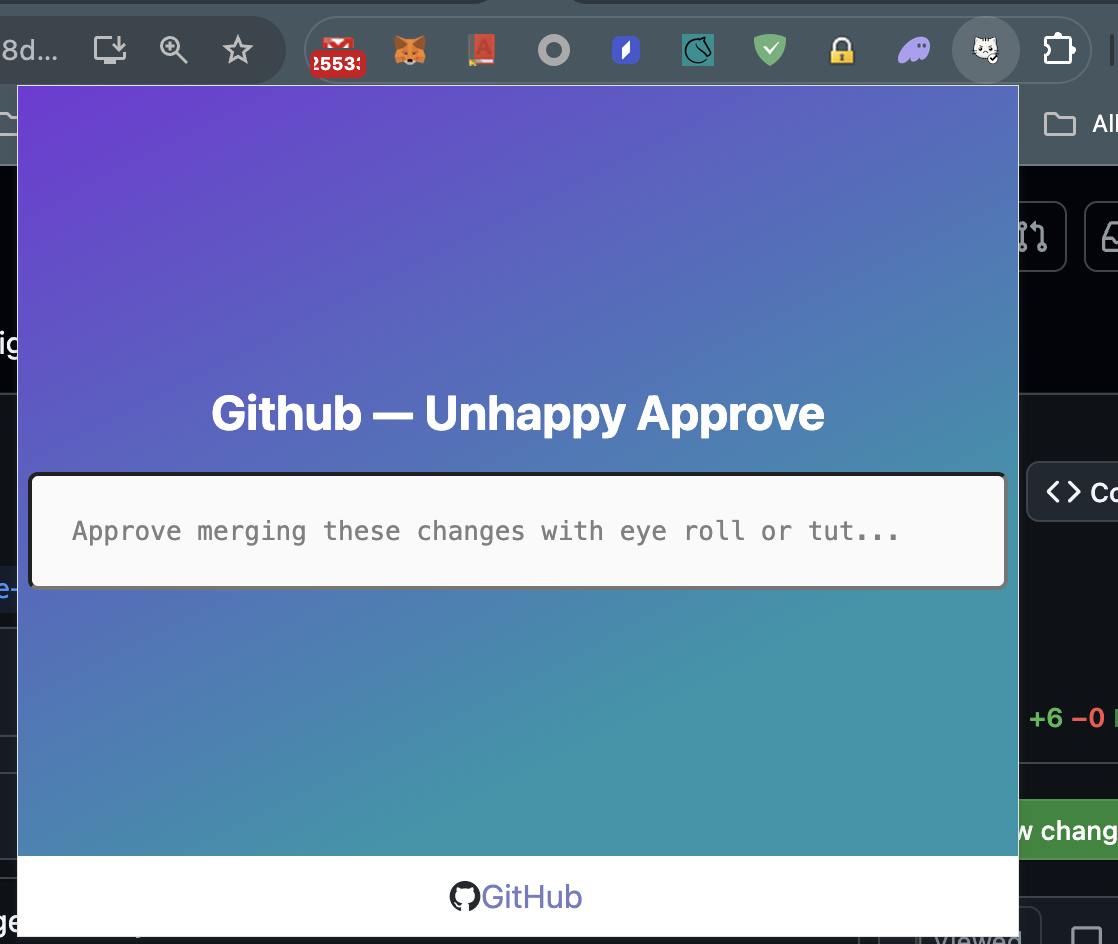 8d...
25533
All
ig
Github — Unhappy Approve
Co
Approve merging these changes with eye roll or tut...
e-
+6 −0
w chang
GitHub
ge
Viewed